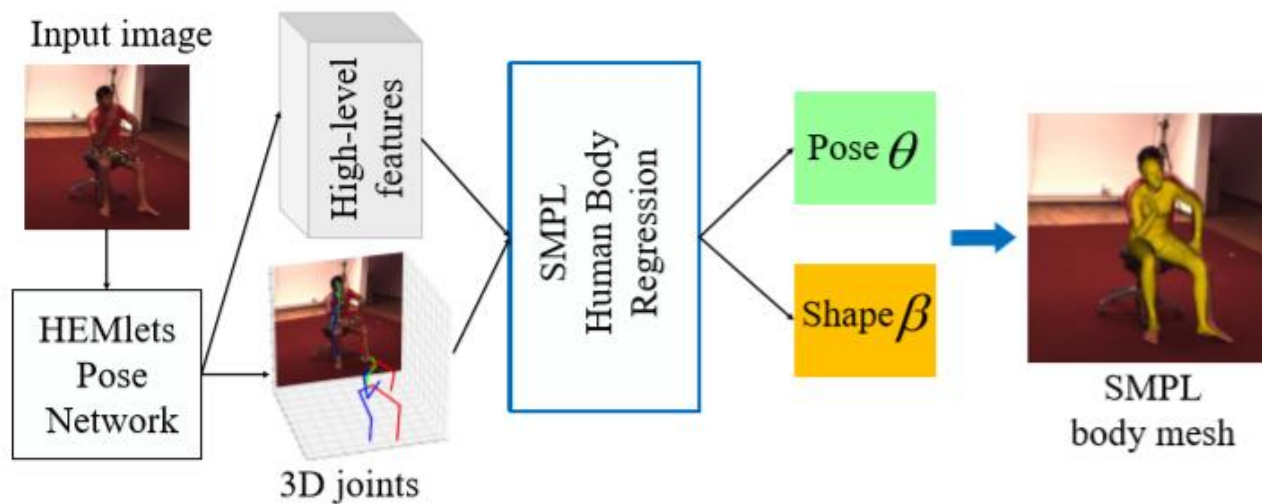 Input image
HEMlets
Pose
Network
High-level
features
3D joints
SMPL
Human Body
Regression
Pose θ
Shape β
SMPL
body mesh